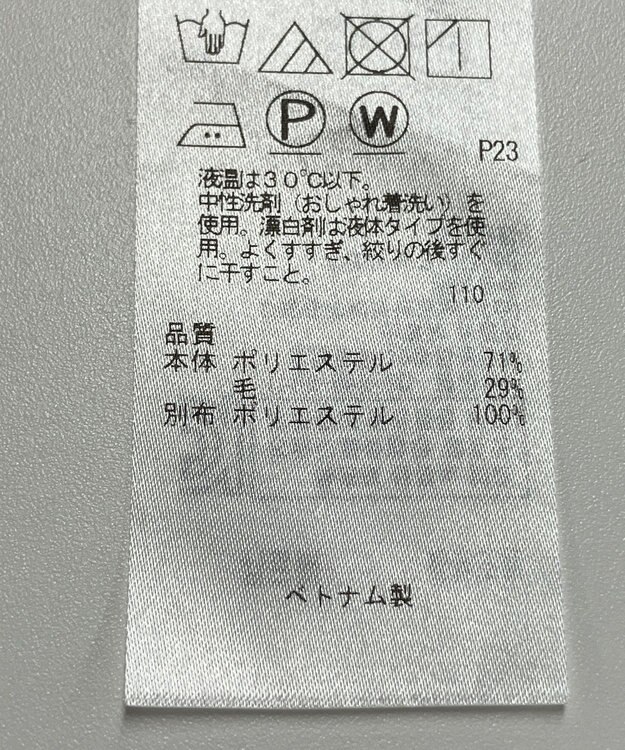 P W
P23
液温は30℃以下。
中性洗剤（おしゃれ着洗い）を
使用。漂白剤は液体タイプを使
用。よくすすぎ、絞りの後すぐ
に干すこと。
110
品質
本体 ポリエステル 71%
毛 29%
別布 ポリエステル 100%
ベトナム製